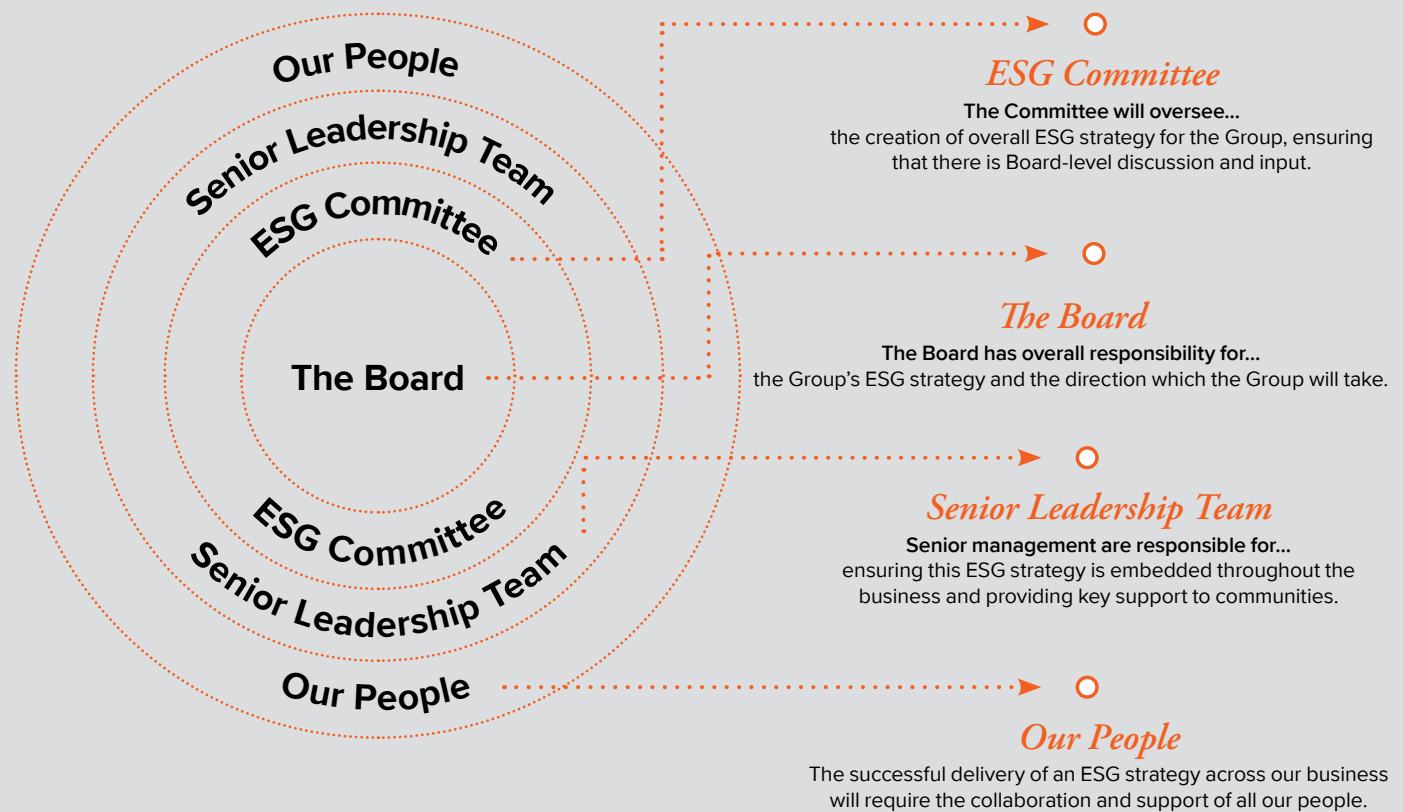 Our People
Senior Leadership Team
ESG Committee
The Board
ESG Committee
Senior Leadership Team
Our People
ESG Committee
The Committee will oversee...
the creation of overall ESG strategy for the Group, ensuring
that there is Board-level discussion and input.
The Board
The Board has overall responsibility for...
the Group’s ESG strategy and the direction which the Group will take.
Senior Leadership Team
Senior management are responsible for...
ensuring this ESG strategy is embedded throughout the
business and providing key support to communities.
Our People
The successful delivery of an ESG strategy across our business
will require the collaboration and support of all our people.